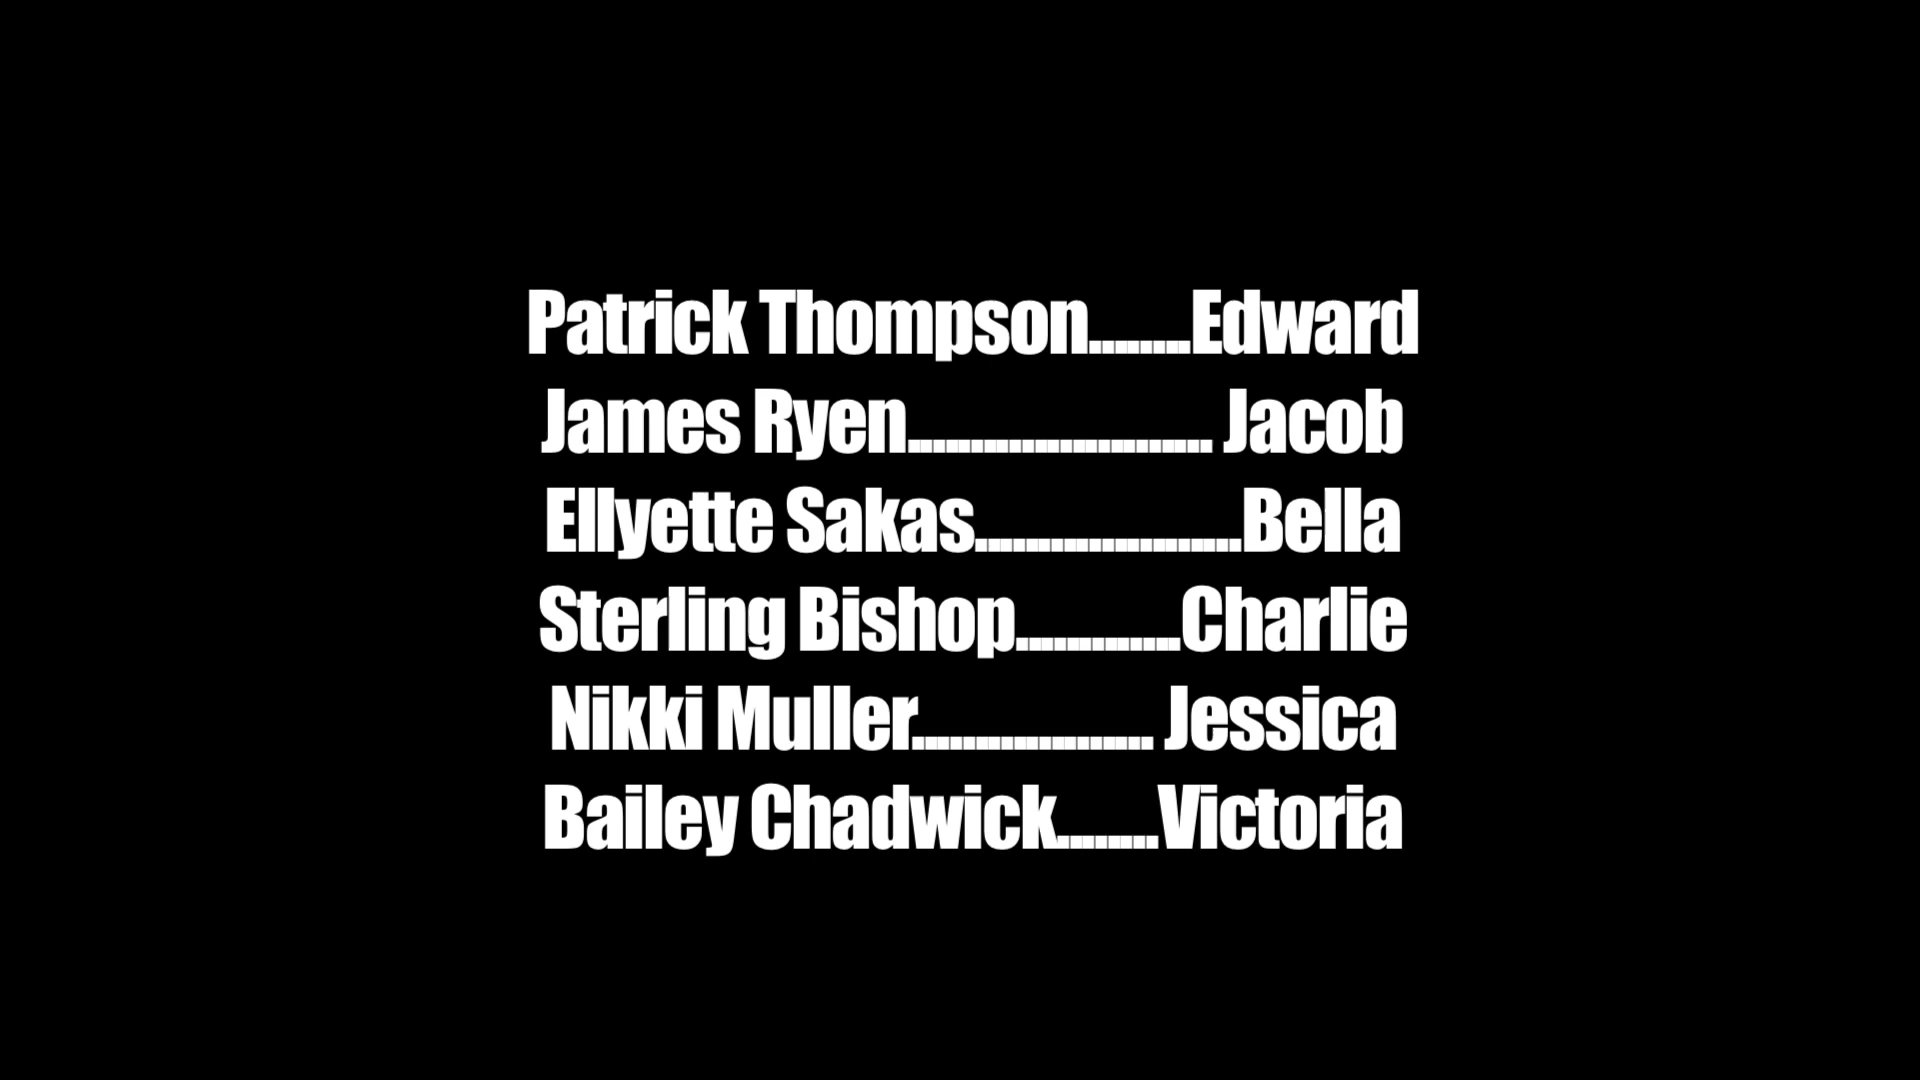 Patrick Thompson........Edward
James Ryen........................ Jacob
Ellyette Sakas.....................Bella
Sterling Bishop.............Charlie
Nikki Muller................... Jessica
Bailey Chadwick........Victoria